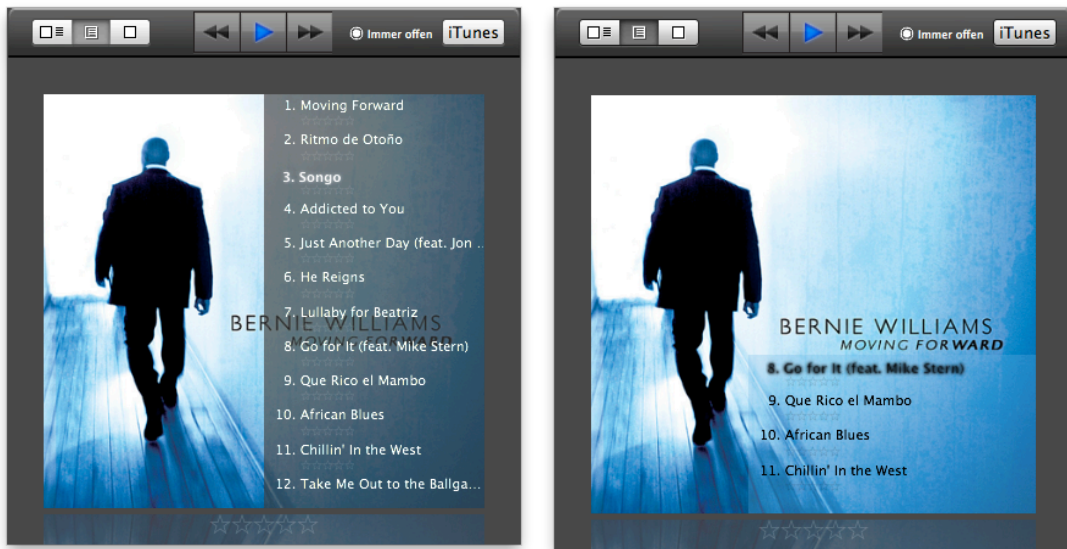 Immer offen
iTunes
1. Moving Forward
2. Ritmo de Otoño
3. Songo
4. Addicted to You
5. Just Another Day (feat. Jon ...
6. He Reigns
7. Lullaby for Beatriz
BERNIE WILLIAMS
MOVING FORWARD
8. Go for It (feat. Mike Stern)
9. Que Rico el Mambo
10. African Blues
11. Chillin' In the West
12. Take Me Out to the Ballga...
Immer offen
iTunes
BERNIE WILLIAMS
MOVING FORWARD
8. Go for It (feat. Mike Stern)
9. Que Rico el Mambo
10. African Blues
11. Chillin' In the West